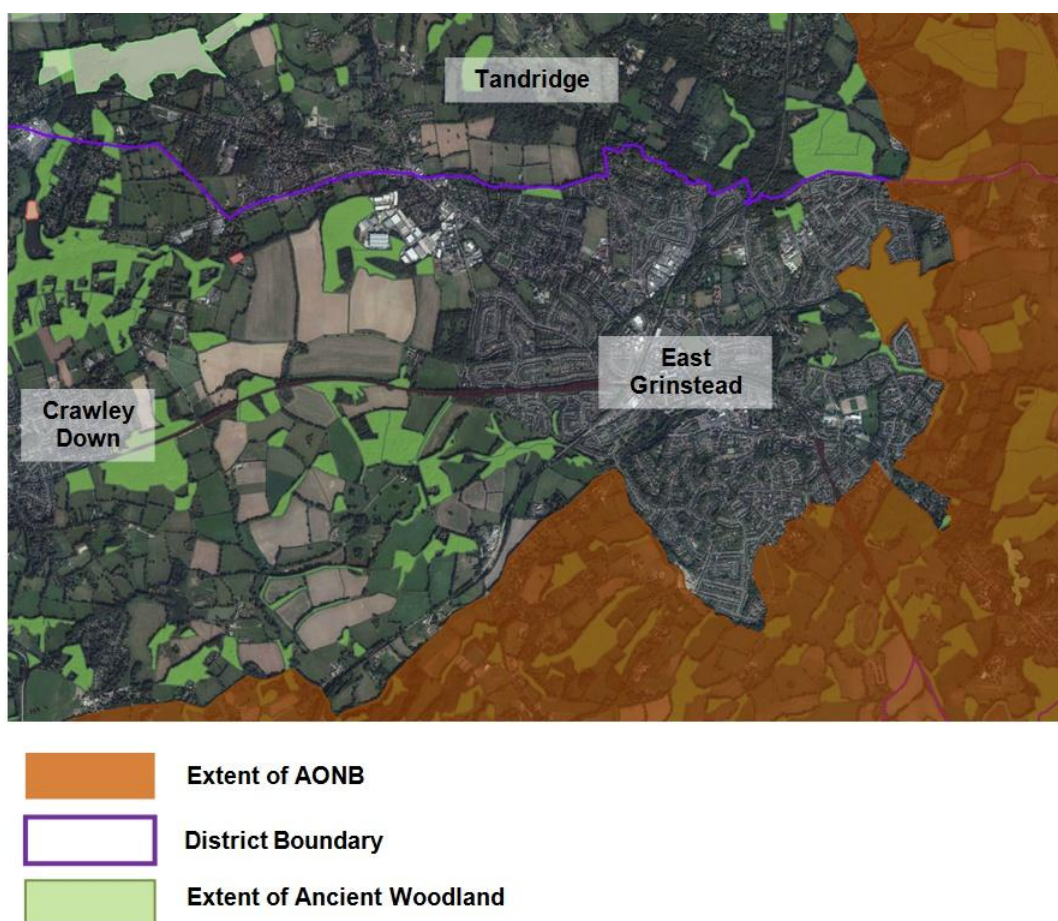 Tandridge
East
Grinstead
Crawley
Down
Extent of AONB
District Boundary
Extent of Ancient Woodland